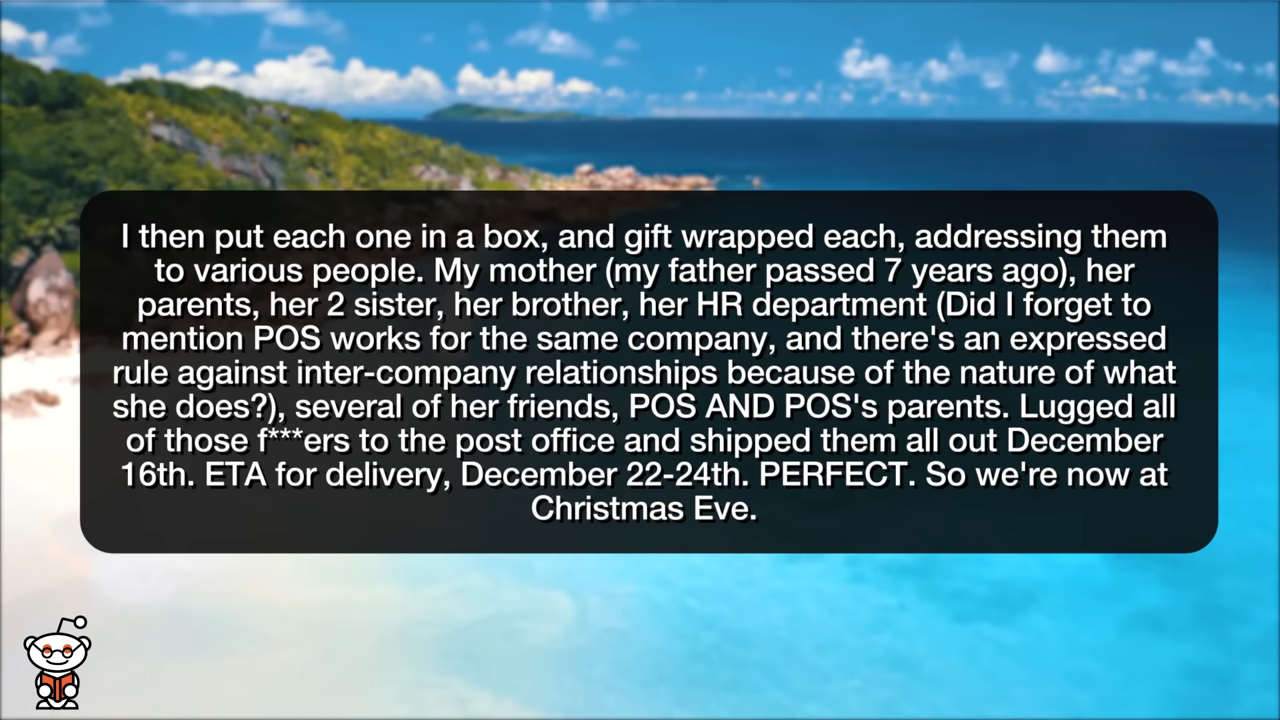 I then put each one in a box, and gift wrapped each, addressing them
to various people. My mother (my father passed 7 years ago), her
parents, her 2 sister, her brother, her HR department (Did I forget to
mention POS works for the same company, and there's an expressed
rule against inter-company relationships because of the nature of what
she does?), several of her friends, POS AND POS's parents. Lugged all
of those f***ers to the post office and shipped them all out December
16th. ETA for delivery, December 22-24th. PERFECT. So we're now at
Christmas Eve.